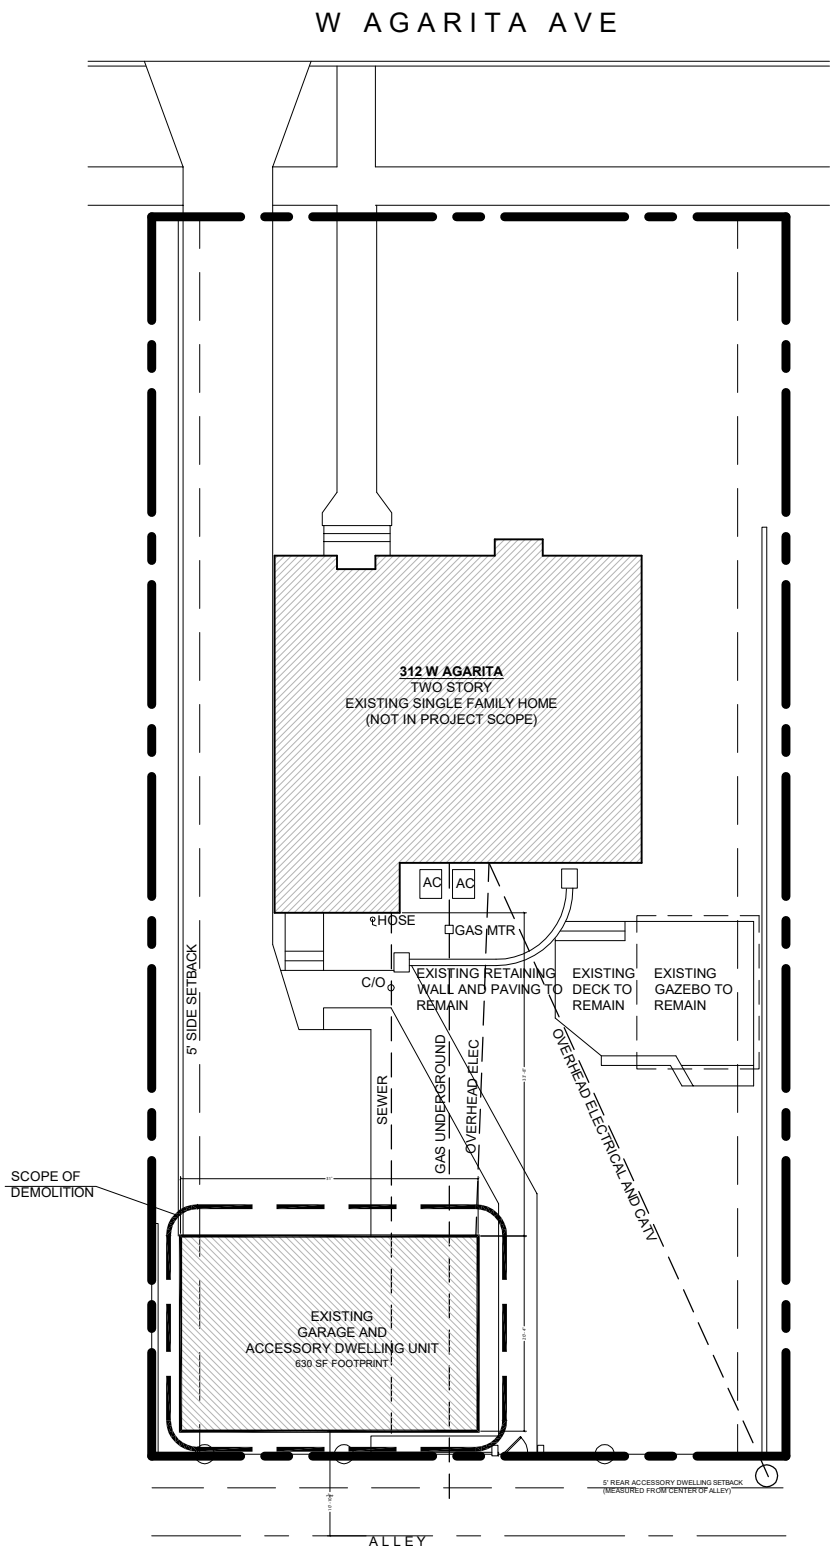 W AGARITA AVE
312 W AGARITA
TWO STORY
EXISTING SINGLE FAMILY HOME
(NOT IN PROJECT SCOPE)
AC
AC
HOSE
GAS MTR
C/O
EXISTING RETAINING
WALL AND PAVING TO
REMAIN
EXISTING
DECK TO
REMAIN
EXISTING
GAZEBO TO
REMAIN
5' SIDE SETBACK
SEWER
GAS UNDERGROUND
OVERHEAD ELEC
OVERHEAD ELECTRICAL AND CATV
SCOPE OF
DEMOLITION
EXISTING
GARAGE AND
ACCESSORY DWELLING UNIT
630 SF FOOTPRINT
5' REAR ACCESSORY DWELLING SETBACK
(MEASURED FROM CENTER OF ALLEY)
ALLEY